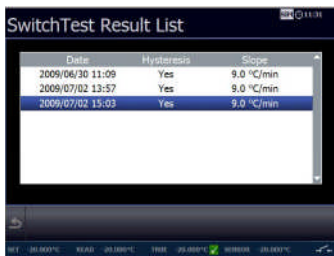 SwitchTest Result List
11:01
Date Hysteresis Slope
2009/06/30 11:09 Yes 9.0 °C/min
2009/07/02 13:57 Yes 9.0 °C/min
2009/07/02 15:03 Yes 9.0 °C/min
SET -20.000°C READ -20.000°C TRUE -20.000°C SENSOR -20.000°C